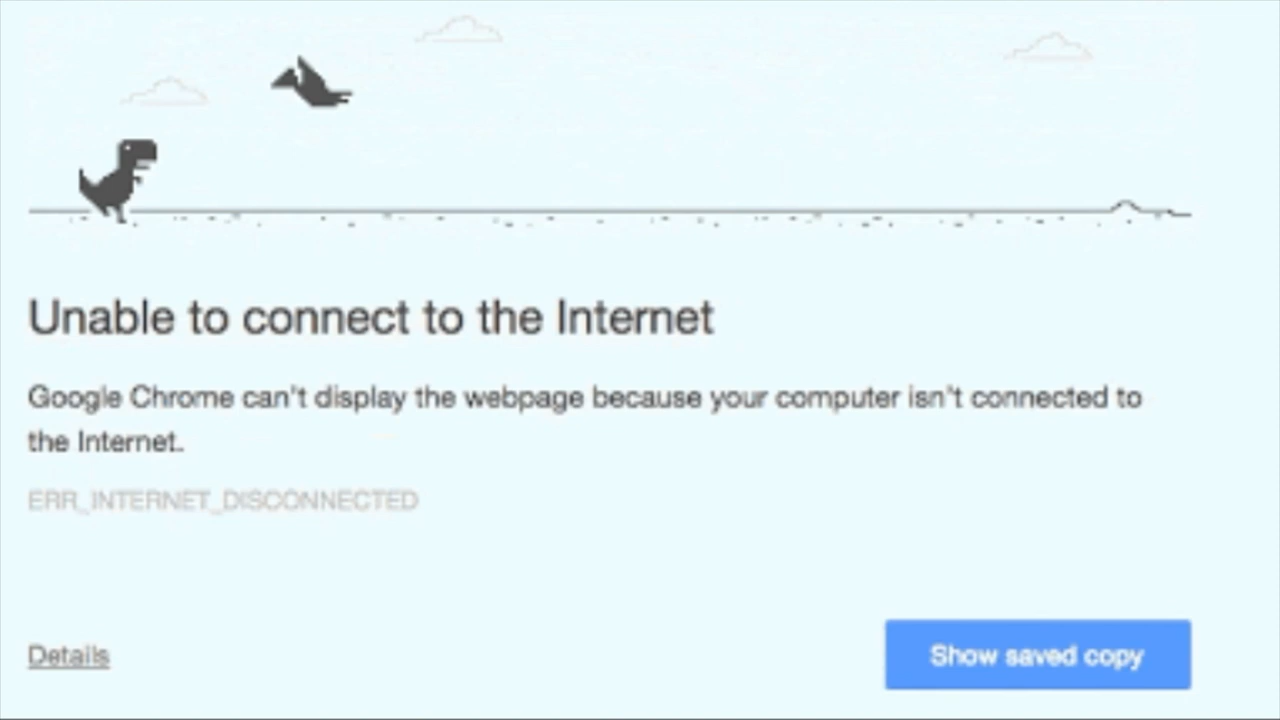 Unable to connect to the Internet
Google Chrome can't display the webpage because your computer isn't connected to
the Internet.
ERR_INTERNET_DISCONNECTED
Details
Show saved copy